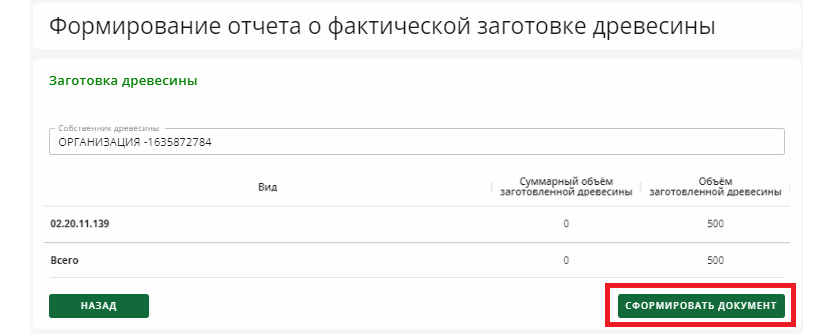 Формирование отчета о фактической заготовке древесины
Заготовка древесины
Собственник древесины
ОРГАНИЗАЦИЯ -1635872784
Вид
Суммарный объём
заготовленной древесины
Объём
заготовленной древесины
02.20.11.139 0 500
Всего 0 500
НАЗАД
СФОРМИРОВАТЬ ДОКУМЕНТ